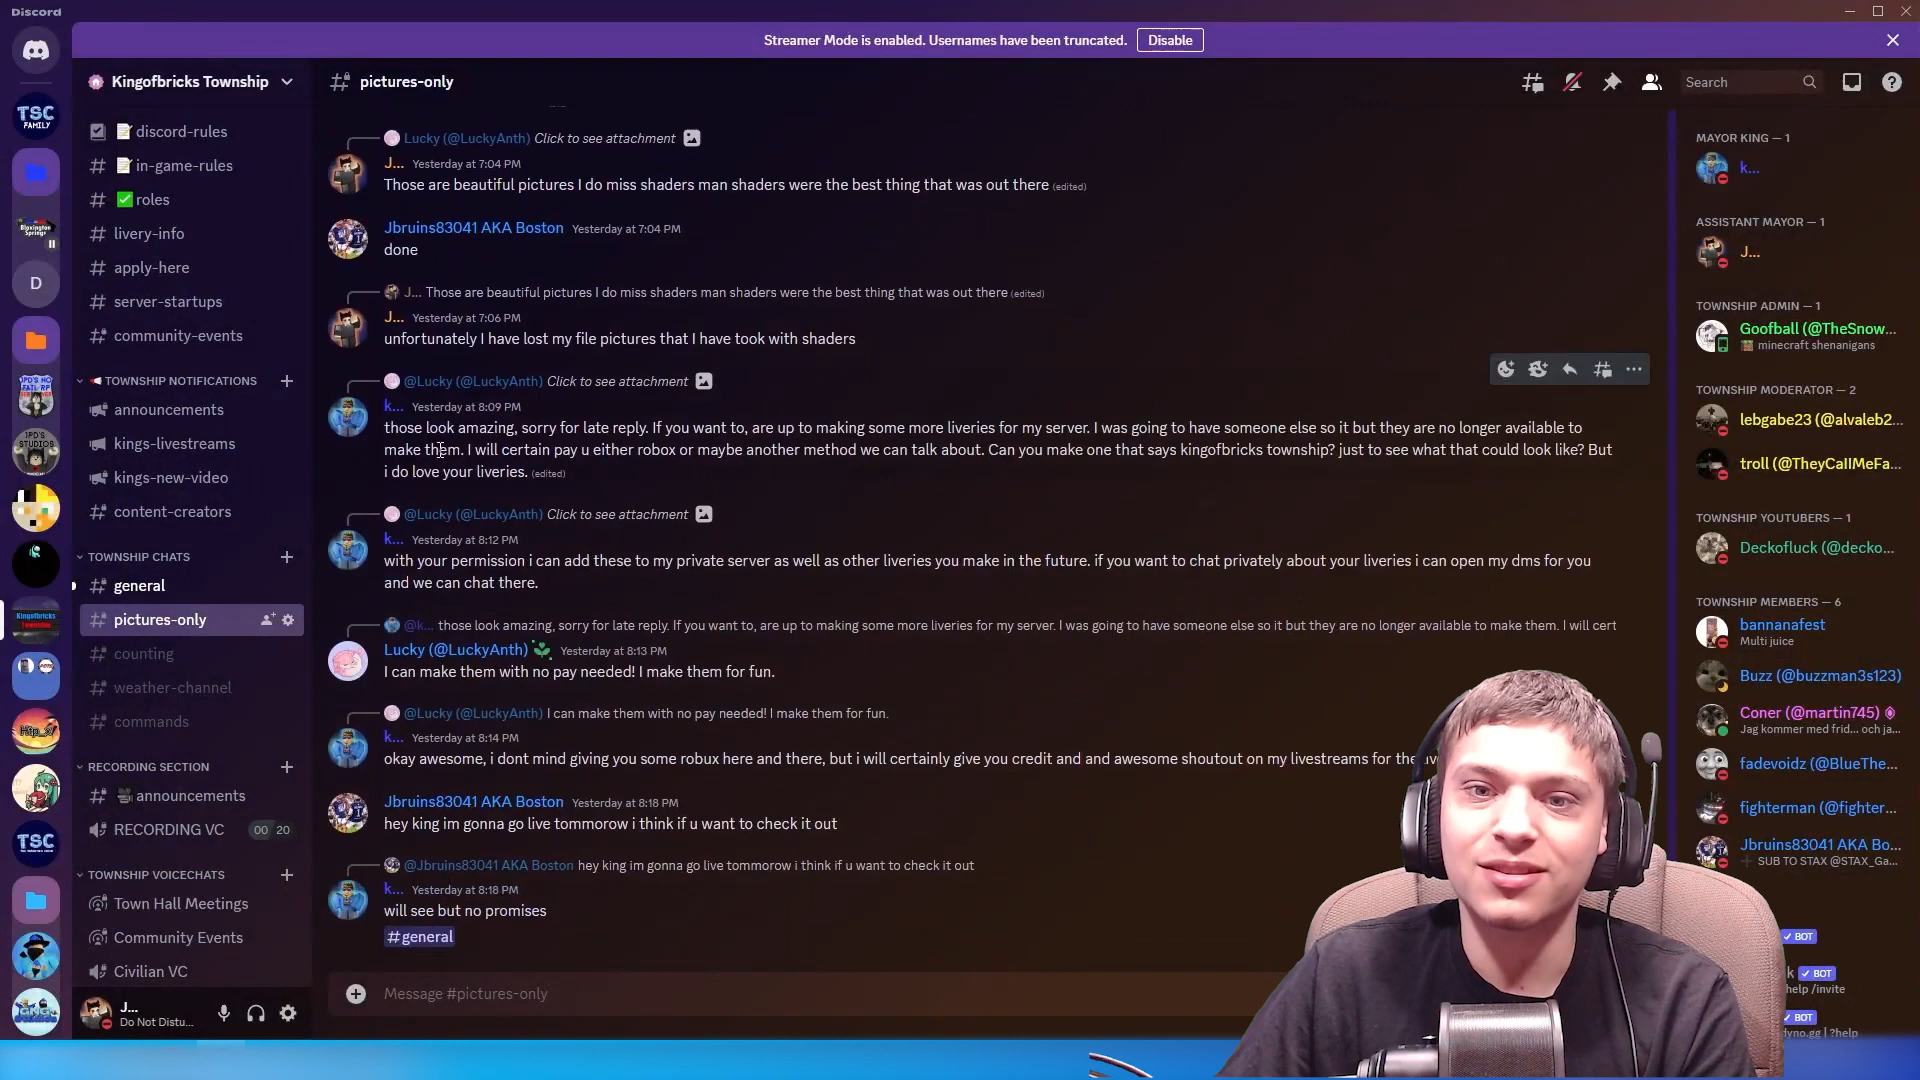 Discord
Streamer Mode is enabled. Usernames have been truncated.
Disable
Kingofbricks Township
pictures-only
Search
discord-rules
in-game-rules
roles
livery-info
apply-here
server-startups
community-events
TOWNSHIP NOTIFICATIONS
announcements
kings-livestreams
kings-new-video
content-creators
TOWNSHIP CHATS
general
pictures-only
counting
weather-channel
commands
RECORDING SECTION
announcements
RECORDING VC 00 20
TOWNSHIP VOICECHATS
Town Hall Meetings
Community Events
Civilian VC
J...
Do Not Distu...
TSC
FAMILY
Bloxington
Springs
D
JPD'S
STUDIOS
Kingofbricks
Township
TSC
Lucky (@LuckyAnth) Click to see attachment
J... Yesterday at 7:04 PM
Those are beautiful pictures I do miss shaders man shaders were the best thing that was out there (edited)
Jbruins83041 AKA Boston Yesterday at 7:04 PM
done
J... Those are beautiful pictures I do miss shaders man shaders were the best thing that was out there (edited)
J... Yesterday at 7:06 PM
unfortunately I have lost my file pictures that I have took with shaders
@Lucky (@LuckyAnth) Click to see attachment
k... Yesterday at 8:09 PM
those look amazing, sorry for late reply. If you want to, are up to making some more liveries for my server. I was going to have someone else so it but they are no longer available to
make them. I will certain pay u either robox or maybe another method we can talk about. Can you make one that says kingofbricks township? just to see what that could look like? But
i do love your liveries. (edited)
@Lucky (@LuckyAnth) Click to see attachment
k... Yesterday at 8:12 PM
with your permission i can add these to my private server as well as other liveries you make in the future. if you want to chat privately about your liveries i can open my dms for you
and we can chat there.
@k... those look amazing, sorry for late reply. If you want to, are up to making some more liveries for my server. I was going to have someone else so it but they are no longer available to make them. I will cert
Lucky (@LuckyAnth) Yesterday at 8:13 PM
I can make them with no pay needed! I make them for fun.
@Lucky (@LuckyAnth) I can make them with no pay needed! I make them for fun.
k... Yesterday at 8:14 PM
okay awesome, i dont mind giving you some robux here and there, but i will certainly give you credit and and awesome shoutout on my livestreams for the
Jbruins83041 AKA Boston Yesterday at 8:18 PM
hey king im gonna go live tommorow i think if u want to check it out
@Jbruins83041 AKA Boston hey king im gonna go live tommorow i think if u want to check it out
k... Yesterday at 8:18 PM
will see but no promises
#general
Message #pictures-only
MAYOR KING — 1
k...
ASSISTANT MAYOR — 1
J...
TOWNSHIP ADMIN — 1
Goofball (@TheSnow...
minecraft shenanigans
TOWNSHIP MODERATOR — 2
lebgabe23 (@alvaleb2...
troll (@TheyCallMeFa...
TOWNSHIP YOUTUBERS — 1
Deckofluck (@decko...
TOWNSHIP MEMBERS — 6
bannanafest
Multi juice
Buzz (@buzzman3s123)
Coner (@martin745)
Jag kommer med frid... och ja...
fadevoidz (@BlueThe...
fighterman (@fighter...
Jbruins83041 AKA Bo...
SUB TO STAX @STAX_Ga...
BOT
k BOT
help /invite
BOT
dyno.gg | ?help